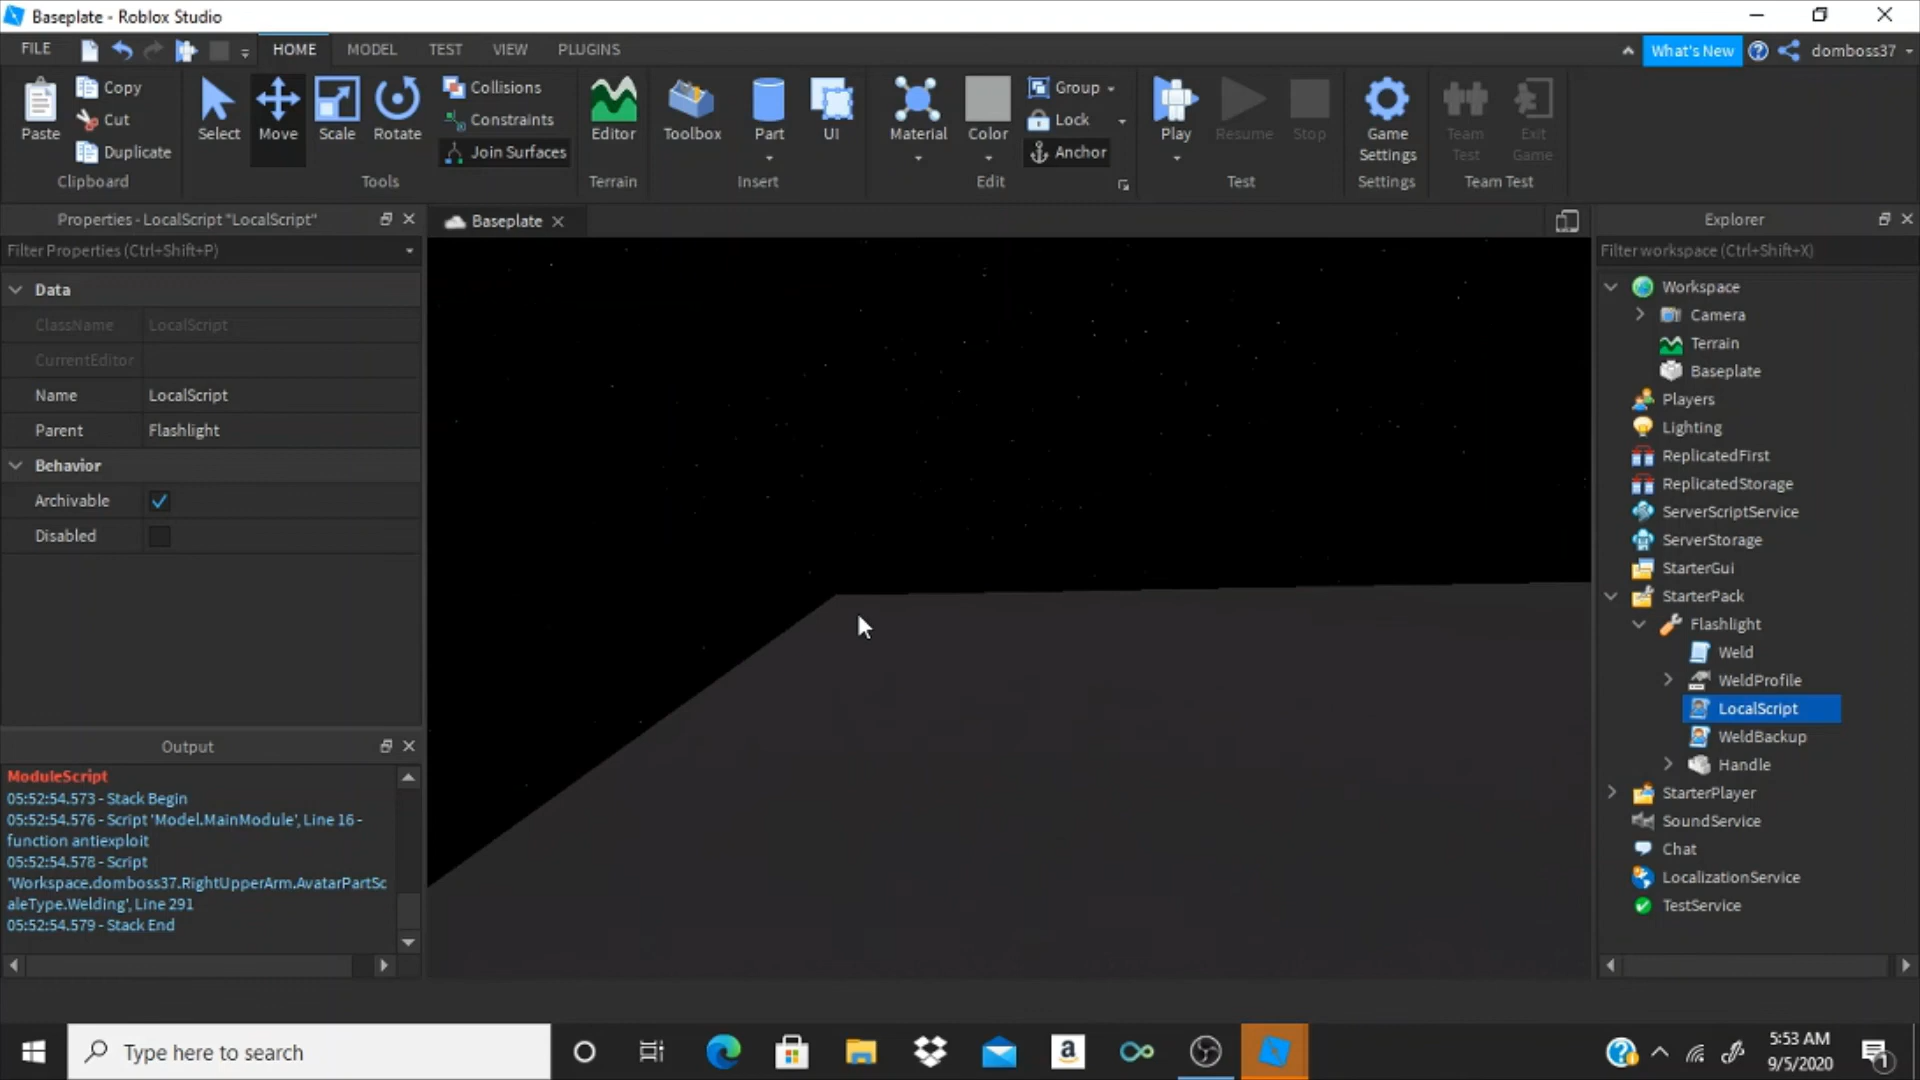 Baseplate - Roblox Studio
FILE
HOME
MODEL
TEST
VIEW
PLUGINS
What's New
domboss37
Paste
Copy
Cut
Duplicate
Clipboard
Select
Move
Scale
Rotate
Collisions
Constraints
Join Surfaces
Tools
Editor
Terrain
Toolbox
Part
UI
Insert
Material
Color
Group
Lock
Anchor
Edit
Play
Resume
Stop
Test
Game
Settings
Settings
Team
Test
Exit
Game
Team Test
Properties - LocalScript "LocalScript"
Filter Properties (Ctrl+Shift+P)
Data
ClassName LocalScript
CurrentEditor
Name LocalScript
Parent Flashlight
Behavior
Archivable
Disabled
Output
ModuleScript
05:52:54.573 - Stack Begin
05:52:54.576 - Script 'Model.MainModule', Line 16 -
function antiexploit
05:52:54.578 - Script
'Workspace.domboss37.RightUpperArm.AvatarPartSc
aleType.Welding', Line 291
05:52:54.579 - Stack End
Baseplate
Explorer
Filter workspace (Ctrl+Shift+X)
Workspace
Camera
Terrain
Baseplate
Players
Lighting
ReplicatedFirst
ReplicatedStorage
ServerScriptService
ServerStorage
StarterGui
StarterPack
Flashlight
Weld
WeldProfile
LocalScript
WeldBackup
Handle
StarterPlayer
SoundService
Chat
LocalizationService
TestService
Type here to search
a
5:53 AM
9/5/2020
1